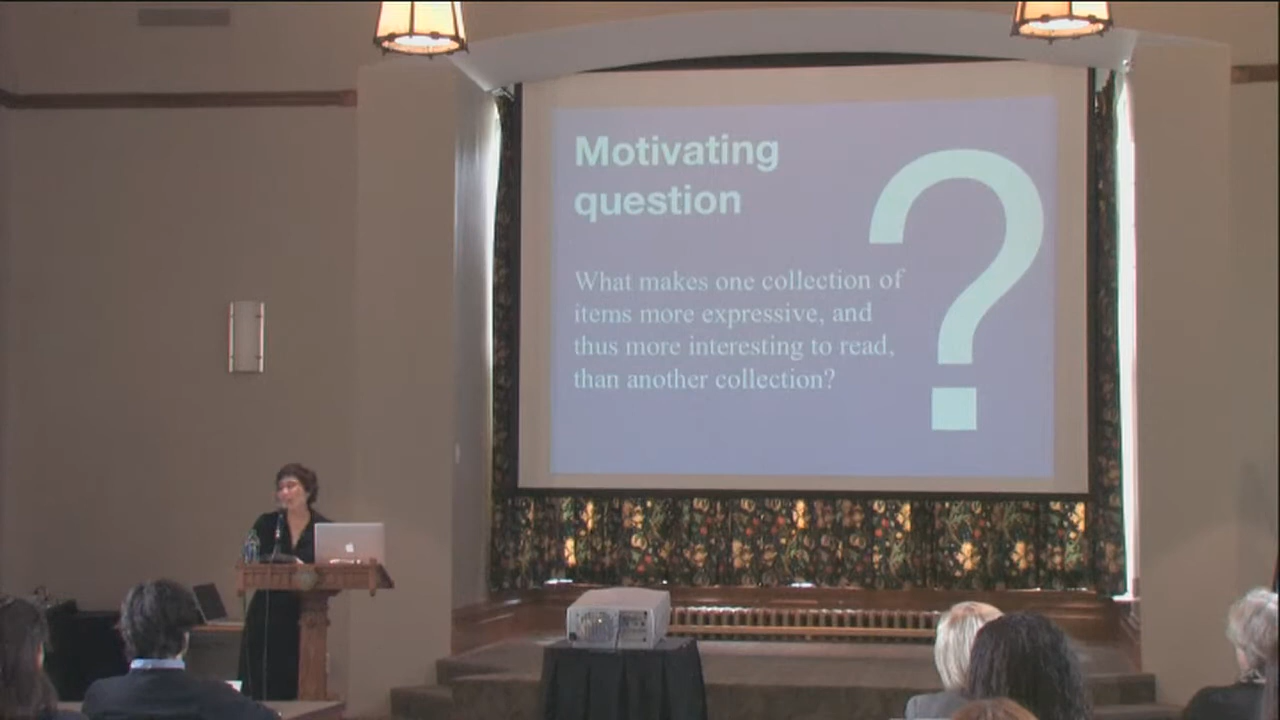 Motivating
question
?
What makes one collection of
items more expressive, and
thus more interesting to read,
than another collection?